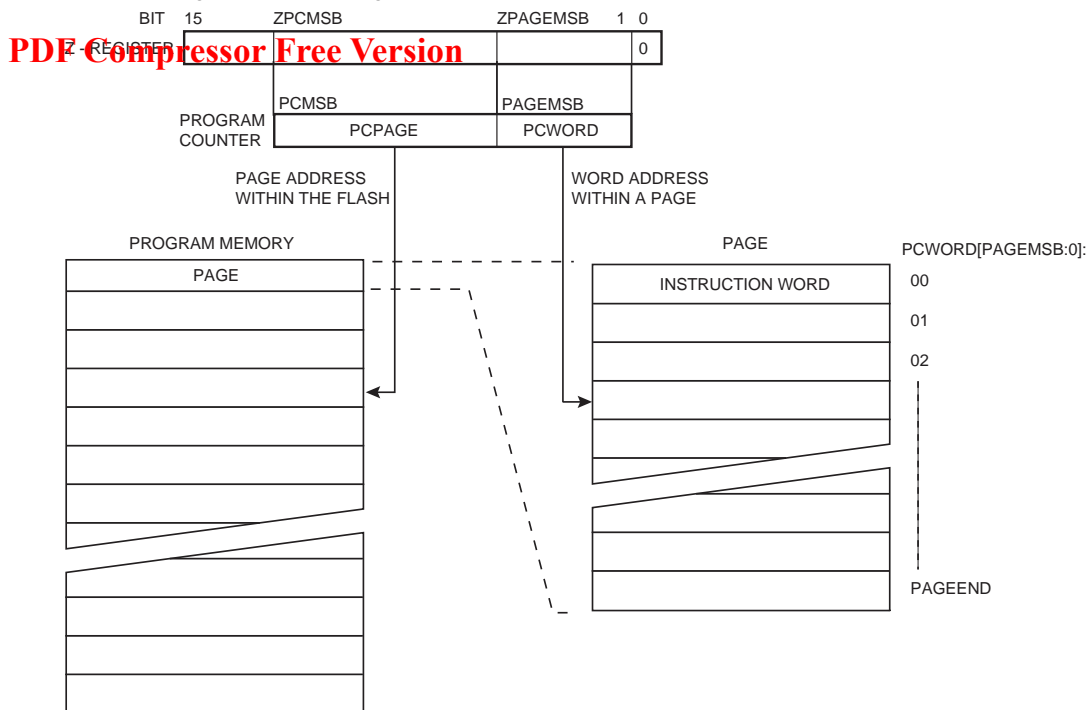 BIT 15 ZPCMSB ZPAGEMSB 1 0
Z - REGISTER
0
PDF Compressor Free Version
PCMSB PAGEMSB
PROGRAM
COUNTER
PCPAGE PCWORD
PAGE ADDRESS
WITHIN THE FLASH
WORD ADDRESS
WITHIN A PAGE
PROGRAM MEMORY
PAGE
PAGE
PCWORD[PAGEMSB:0]:
INSTRUCTION WORD
00
01
02
PAGEEND